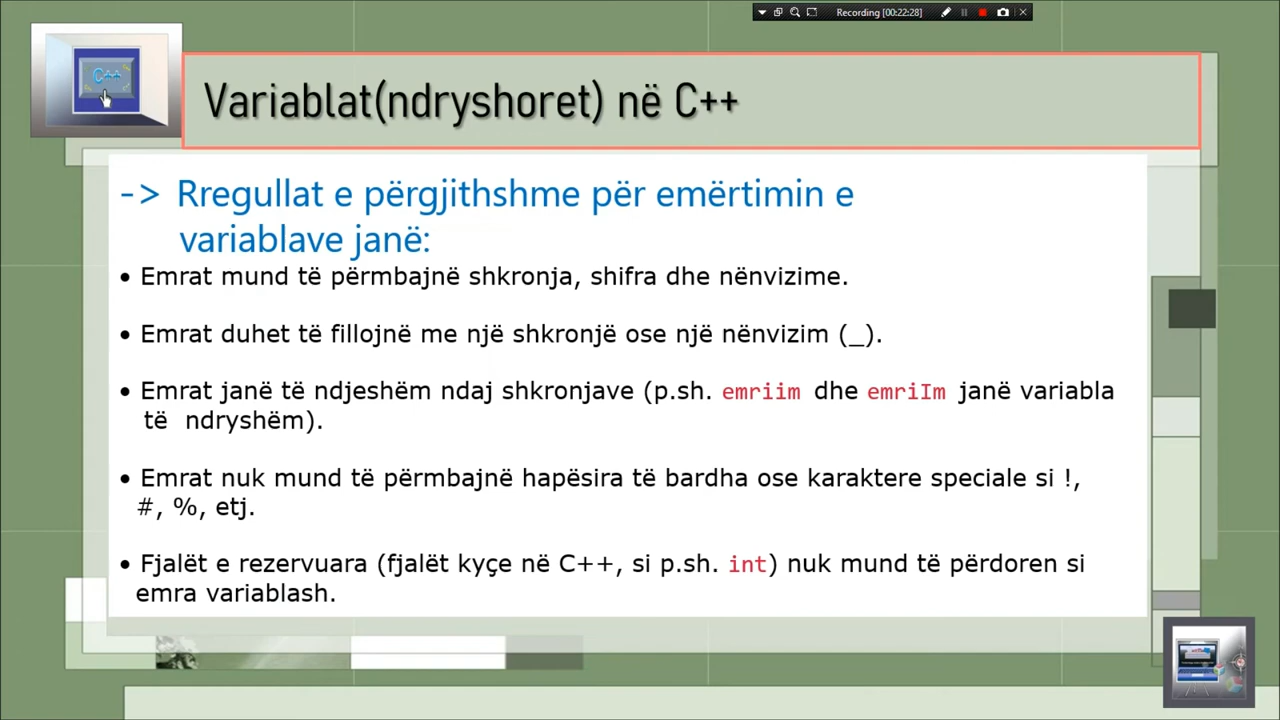 Recording [00:22:28]
C++
Variablat(ndryshoret) në C++
-> Rregullat e përgjithshme për emërtimin e
variablave janë:
• Emrat mund të përmbajnë shkronja, shifra dhe nënvizime.
• Emrat duhet të fillojnë me një shkronjë ose një nënvizim (_).
• Emrat janë të ndjeshëm ndaj shkronjave (p.sh. emriim dhe emriIm janë variabla
të ndryshëm).
• Emrat nuk mund të përmbajnë hapësira të bardha ose karaktere speciale si !,
#, %, etj.
• Fjalët e rezervuara (fjalët kyçe në C++, si p.sh. int) nuk mund të përdoren si
emra variablash.